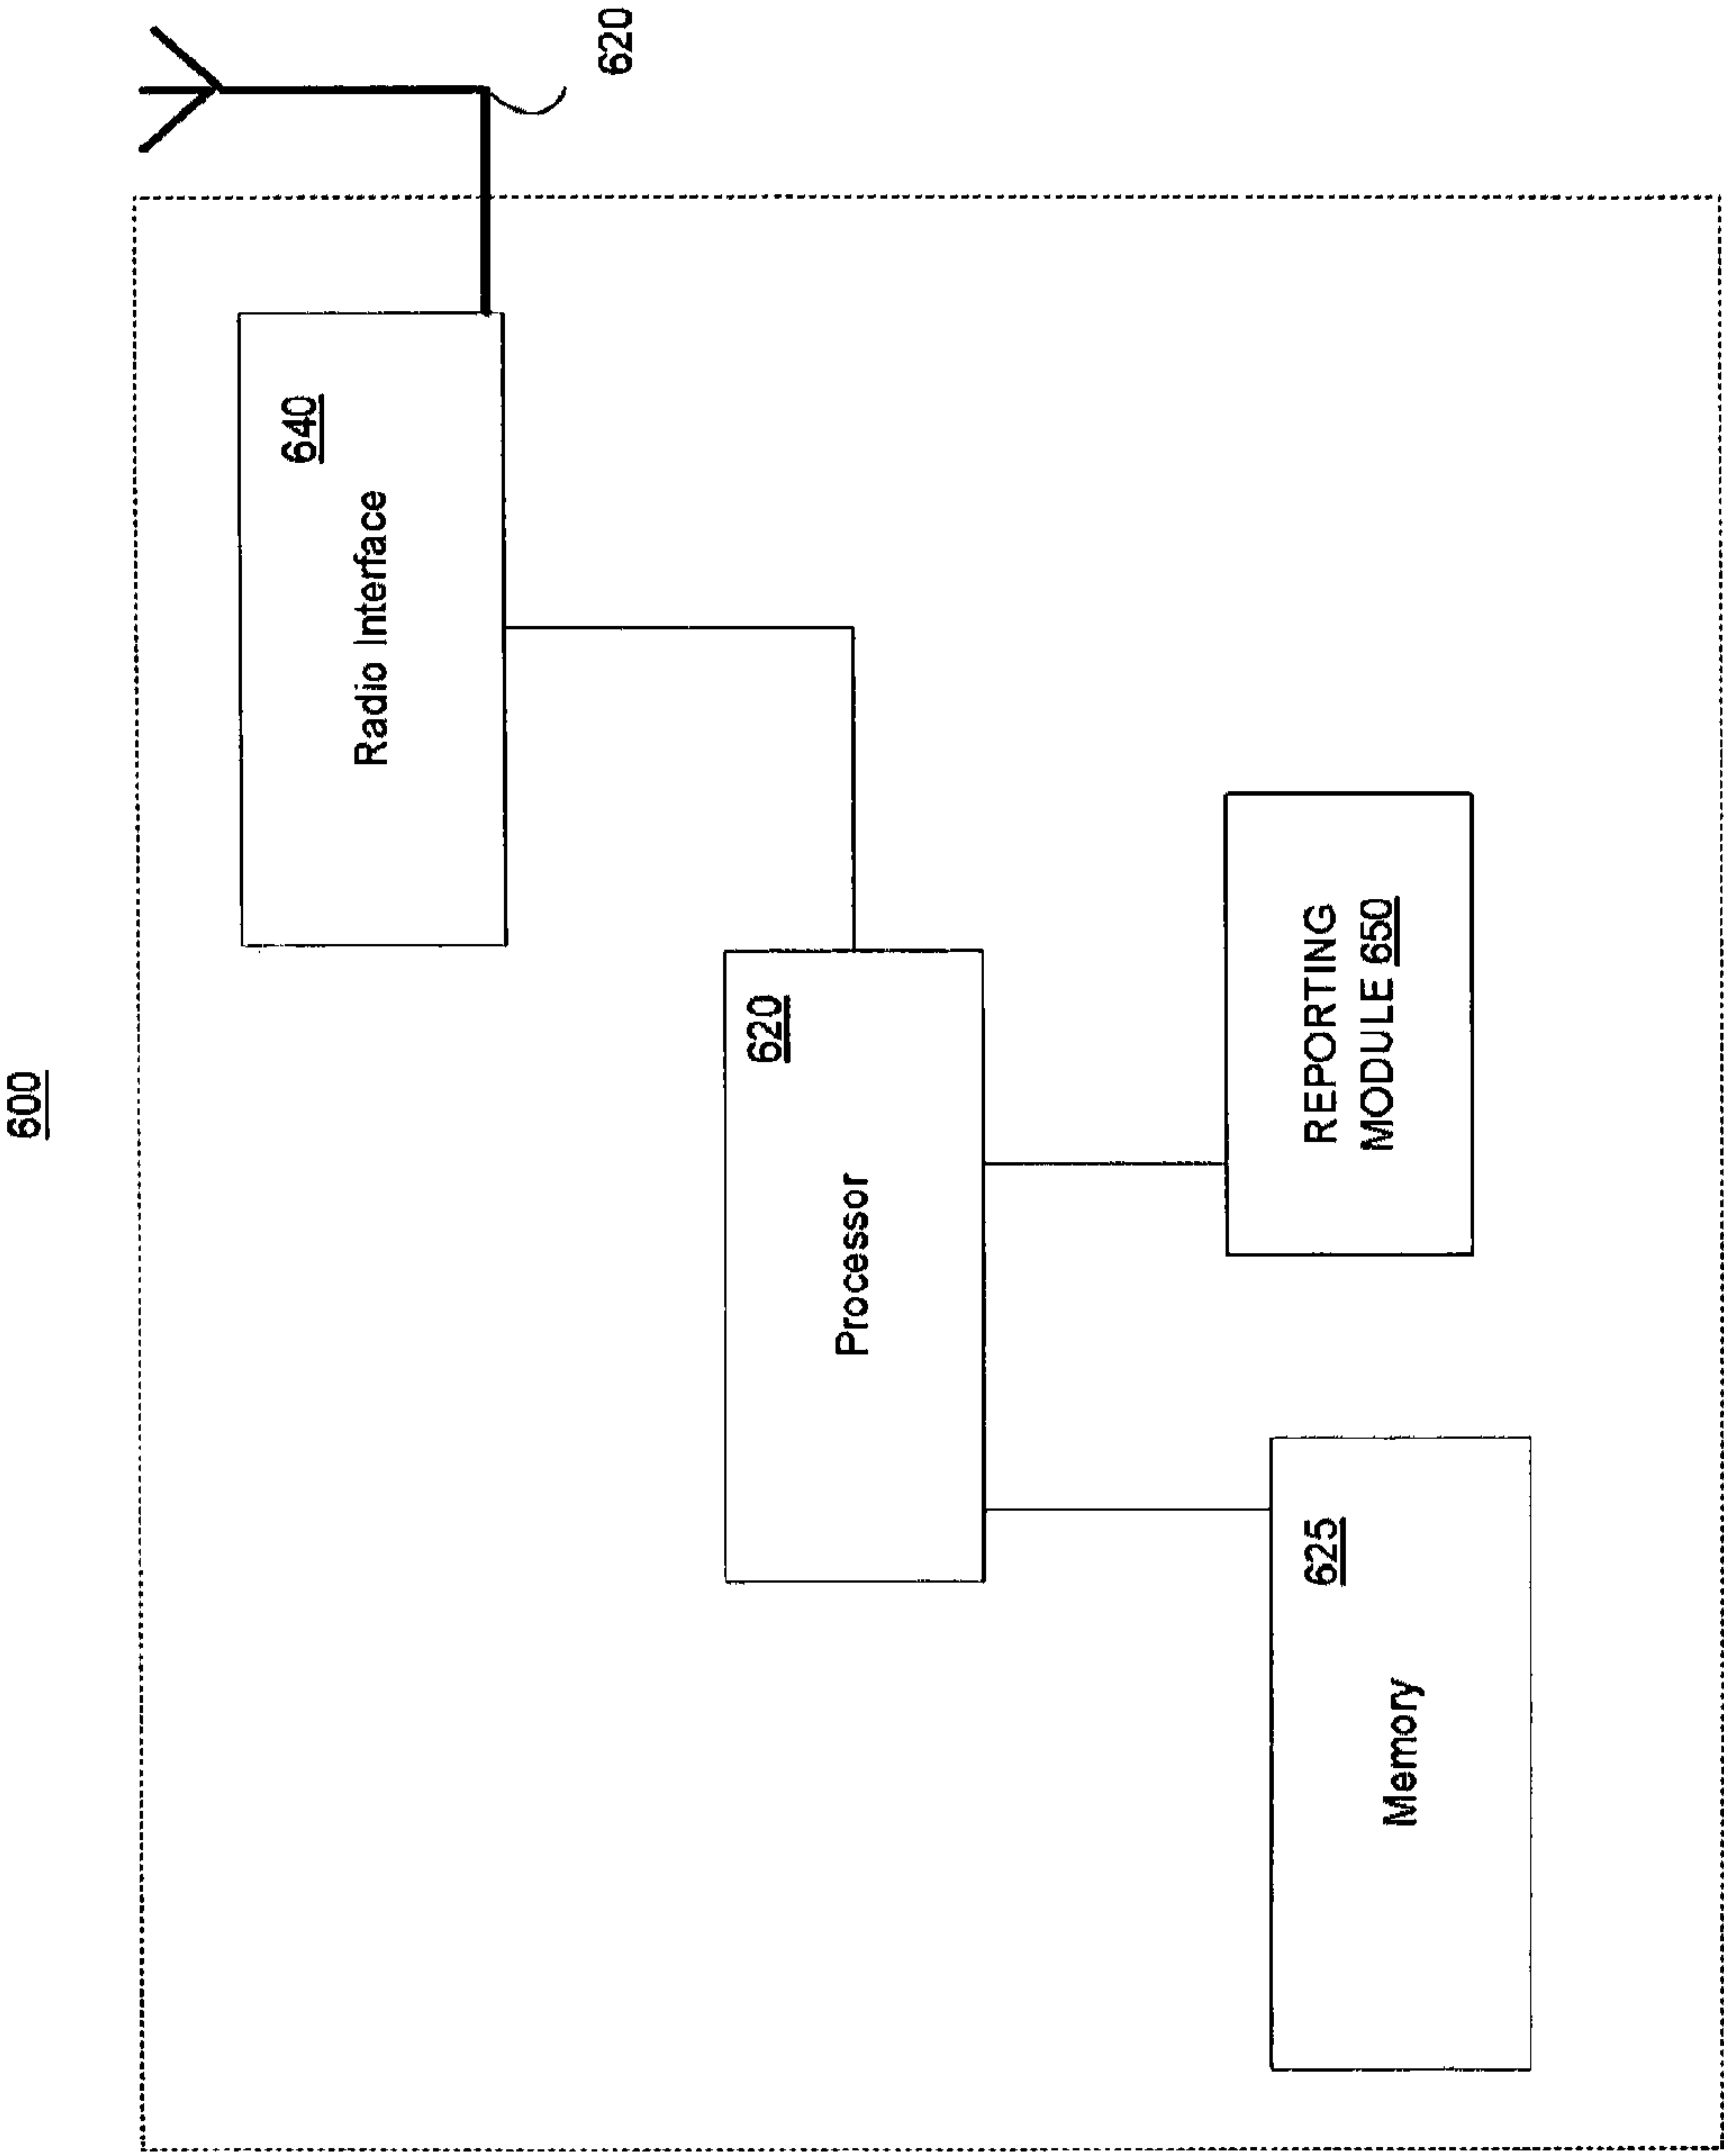 600
620
640
Radio Interface
620
Processor
REPORTING
MODULE 650
625
Memory